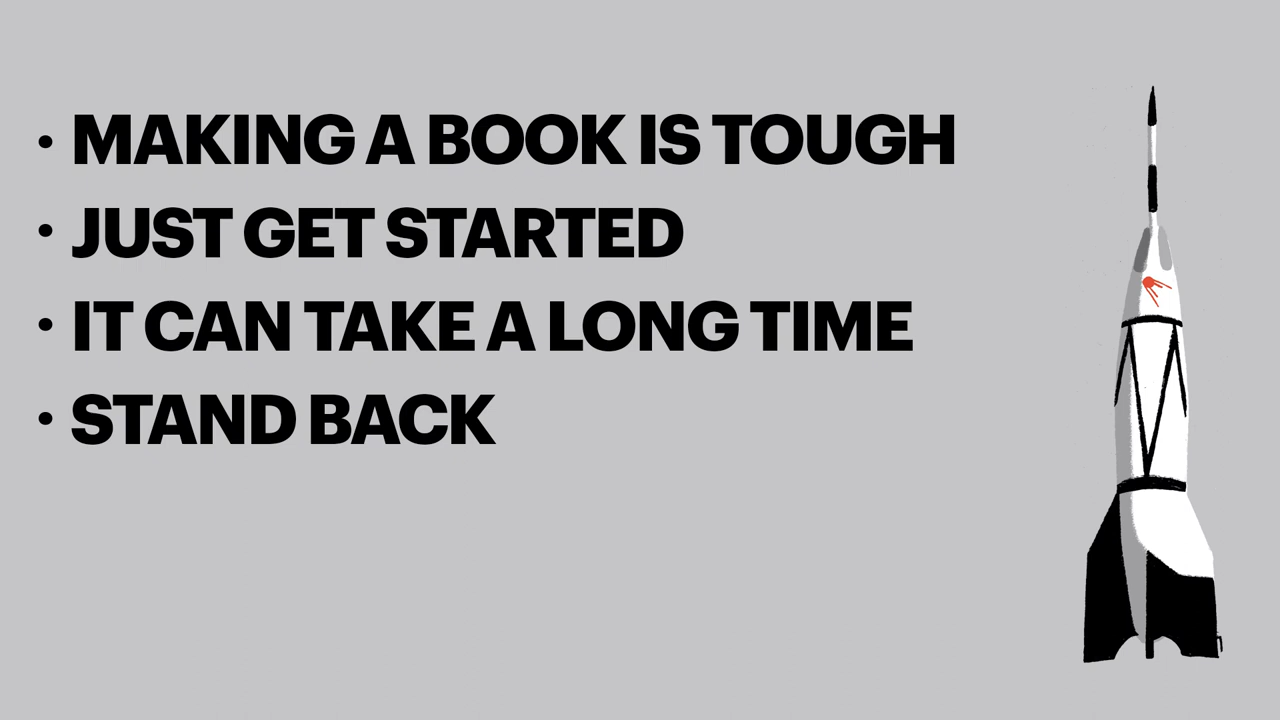 • MAKING A BOOK IS TOUGH
• JUST GET STARTED
• IT CAN TAKE A LONG TIME
• STAND BACK